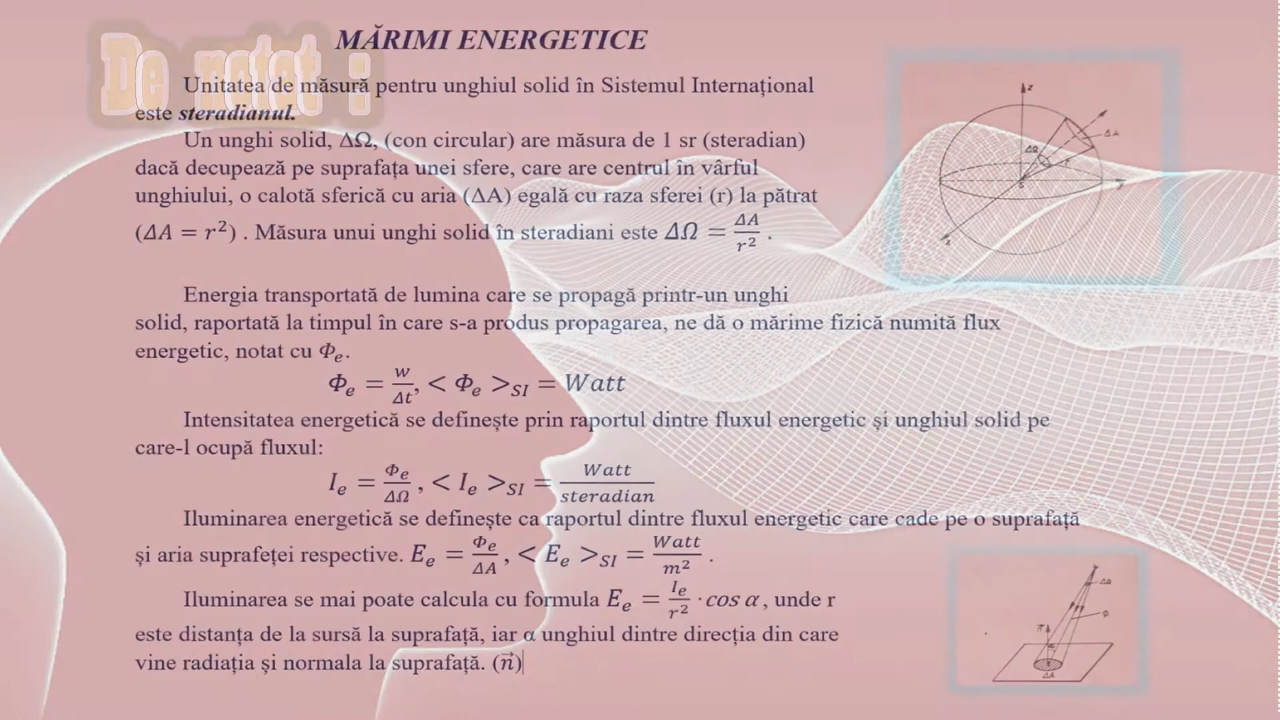 De notat :
MĂRIMI ENERGETICE
Unitatea de măsură pentru unghiul solid în Sistemul Internațional
este steradianul.
Un unghi solid, ΔΩ, (con circular) are măsura de 1 sr (steradian)
dacă decupează pe suprafața unei sfere, care are centrul în vârful
unghiului, o calotă sferică cu aria (ΔA) egală cu raza sferei (r) la pătrat
(ΔA = r²) . Măsura unui unghi solid în steradiani este ΔΩ = ΔA/r² .
Energia transportată de lumina care se propagă printr-un unghi
solid, raportată la timpul în care s-a produs propagarea, ne dă o mărime fizică numită flux
energetic, notat cu Φₑ.
Φₑ = w/Δt, < Φₑ >SI = Watt
Intensitatea energetică se definește prin raportul dintre fluxul energetic și unghiul solid pe
care-l ocupă fluxul:
Iₑ = Φₑ/ΔΩ , < Iₑ >SI = Watt/steradian
Iluminarea energetică se definește ca raportul dintre fluxul energetic care cade pe o suprafață
și aria suprafeței respective. Eₑ = Φₑ/ΔA , < Eₑ >SI = Watt/m² .
Iluminarea se mai poate calcula cu formula Eₑ = Iₑ/r² · cos α , unde r
este distanța de la sursă la suprafață, iar α unghiul dintre direcția din care
vine radiația și normala la suprafață. (n⃗)
z
ΔA
ΔΩ
r
ΔΩ
Φ
ΔA